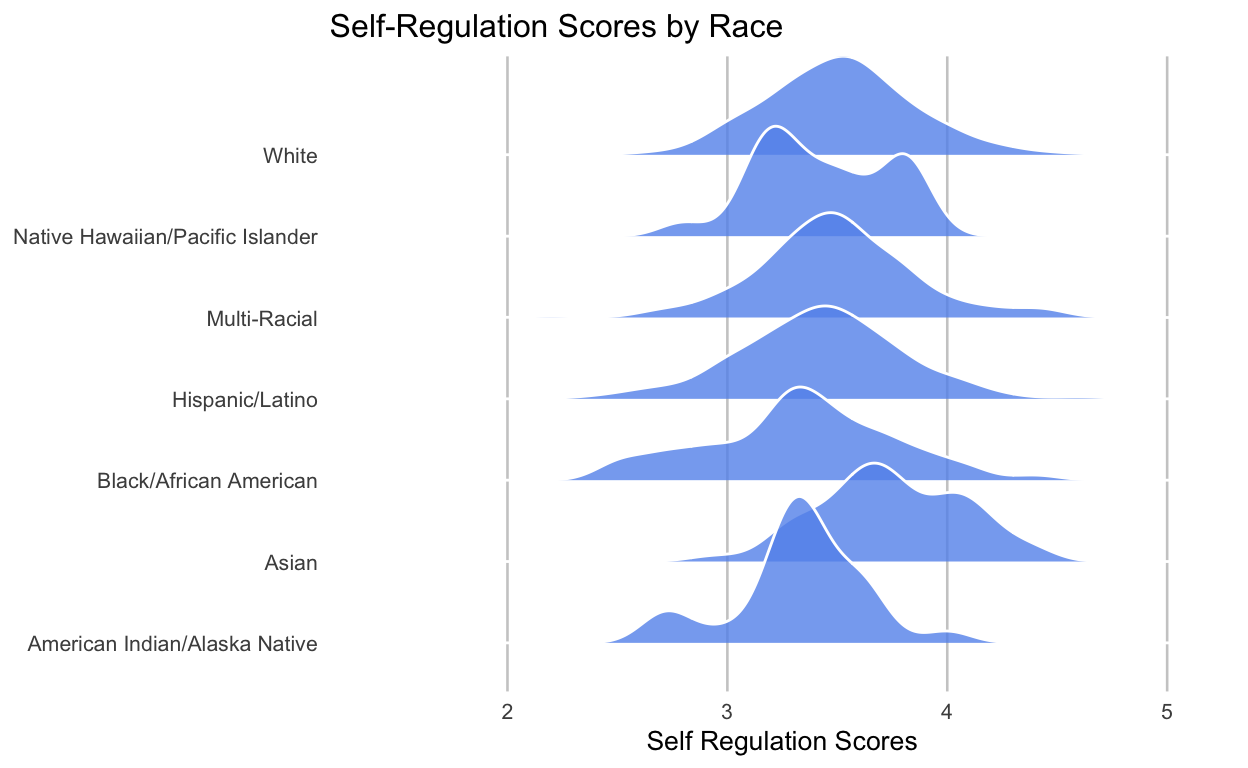 Self-Regulation Scores by Race
White
Native Hawaiian/Pacific Islander
Multi-Racial
Hispanic/Latino
Black/African American
Asian
American Indian/Alaska Native
2 3 4 5
Self Regulation Scores